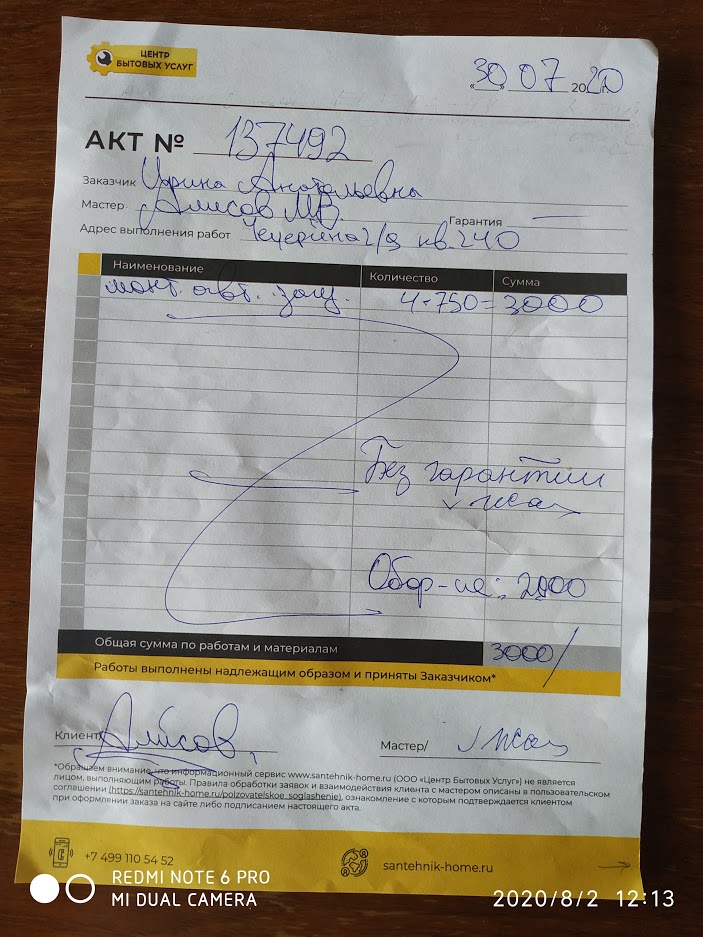 ЦЕНТР
БЫТОВЫХ УСЛУГ
«30» 07 2020
АКТ № 137492
Заказчик Ирина Анатольевна
Мастер Алисов МВ
Гарантия —
Адрес выполнения работ кв. 240
Наименование Количество Сумма
монт. авт. защ. 4·750=3000
Без гарантии
Обор-ие: 2900
Общая сумма по работам и материалам 3000/
Работы выполнены надлежащим образом и приняты Заказчиком*
Клиент/ Алисов Мастер/
*Обращаем внимание, что информационный сервис www.santehnik-home.ru (ООО «Центр Бытовых Услуг») не является
лицом, выполняющим работы. Правила обработки заявок и взаимодействия клиента с мастером описаны в пользовательском
соглашении (https://santehnik-home.ru/polzovatelskoe_soglashenie), ознакомление с которым подтверждается клиентом
при оформлении заказа на сайте либо подписанием настоящего акта.
+7 499 110 54 52 santehnik-home.ru
REDMI NOTE 6 PRO
MI DUAL CAMERA
2020/8/2 12:13